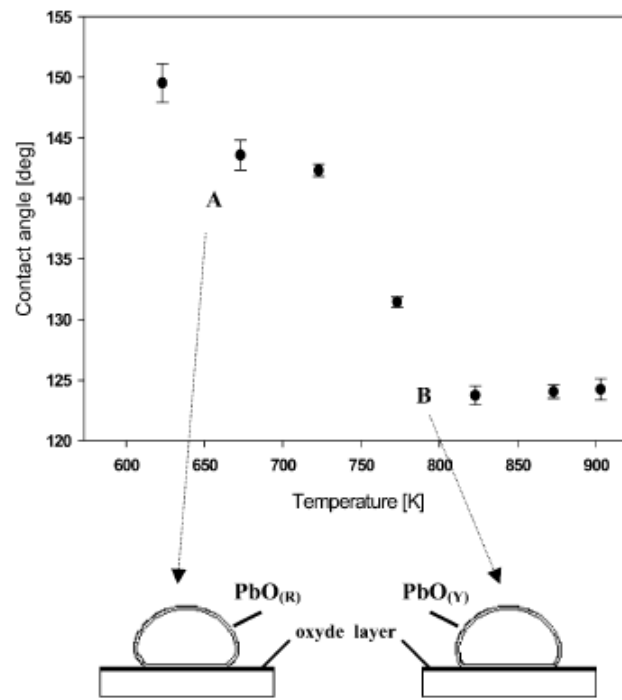 155
150
145
140
135
130
125
120
Contact angle [deg]
A
B
600 650 700 750 800 850 900
Temperature [K]
PbO(R) PbO(Y)
oxyde layer